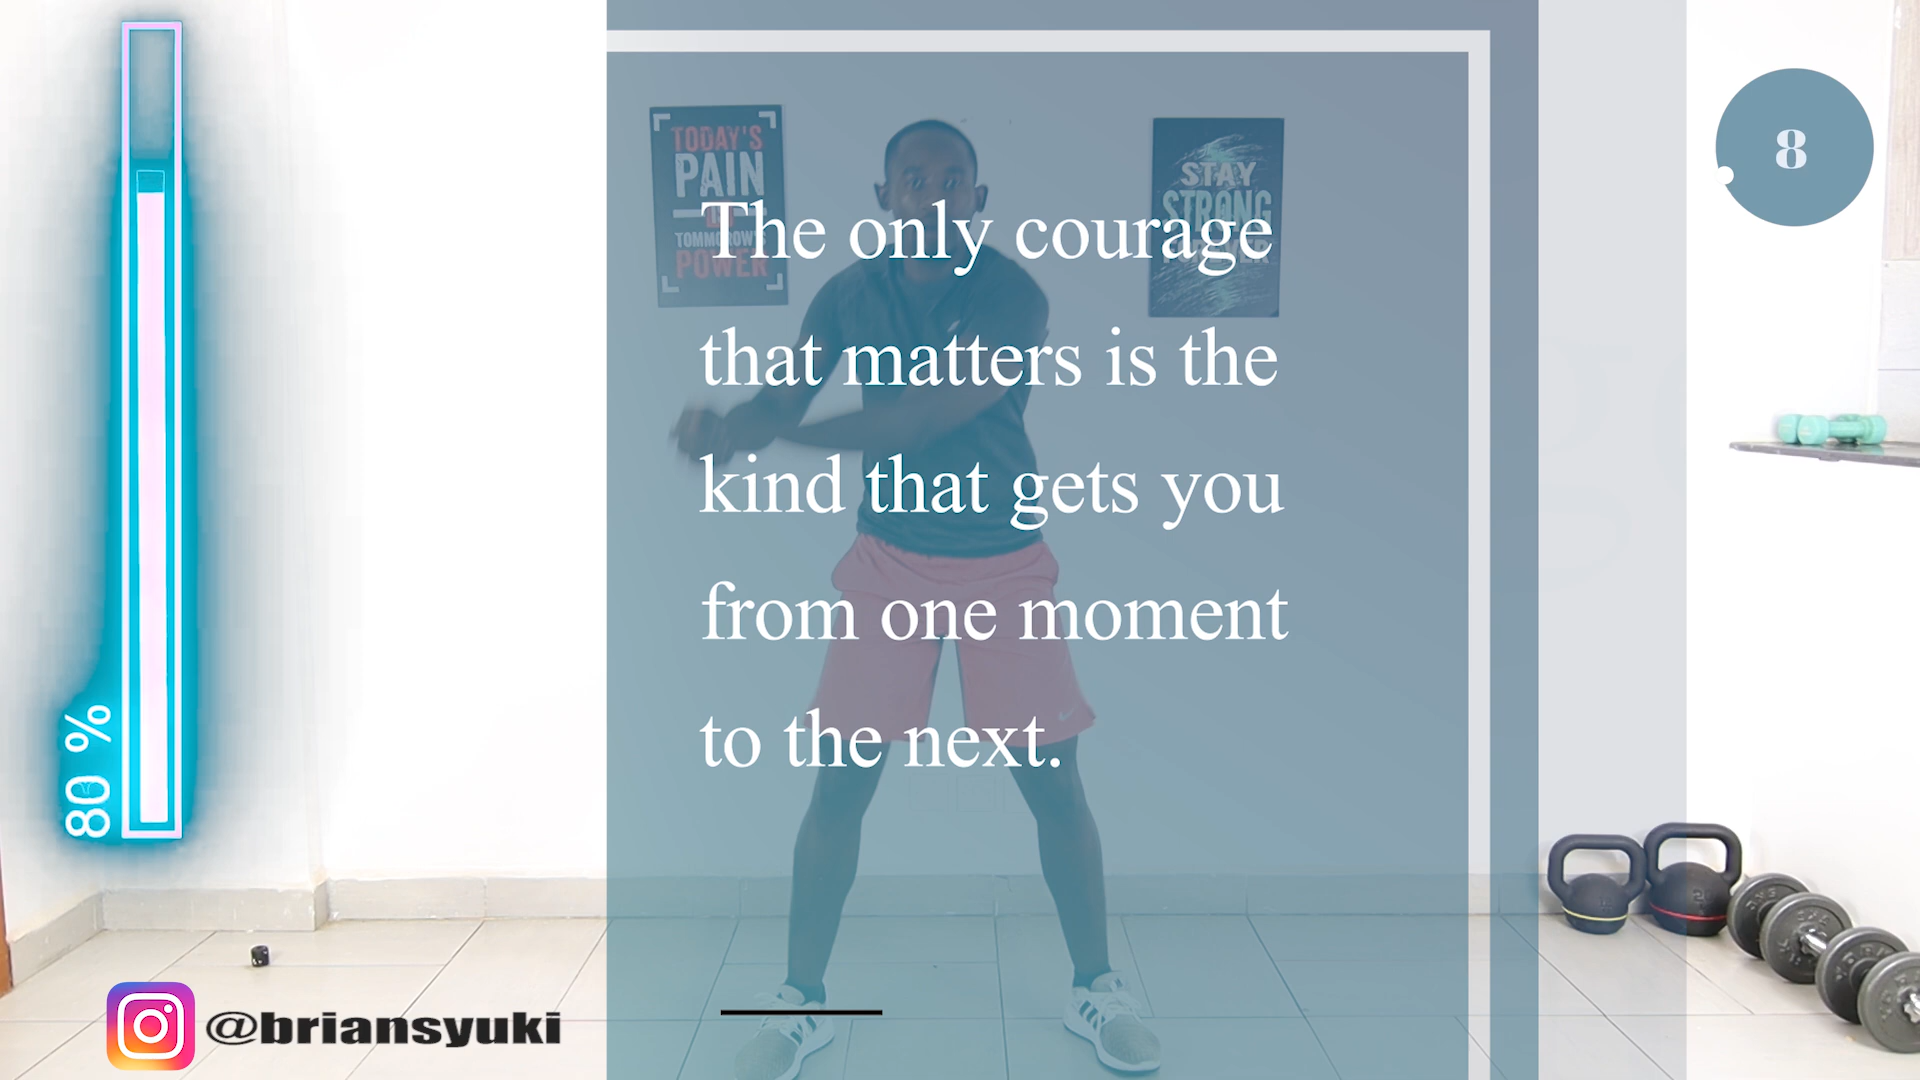 TODAY'S
PAIN
TOMMOROW'S
POWER
STAY
STRONG
FOREVER
The only courage
that matters is the
kind that gets you
from one moment
to the next.
8
80 %
@briansyuki